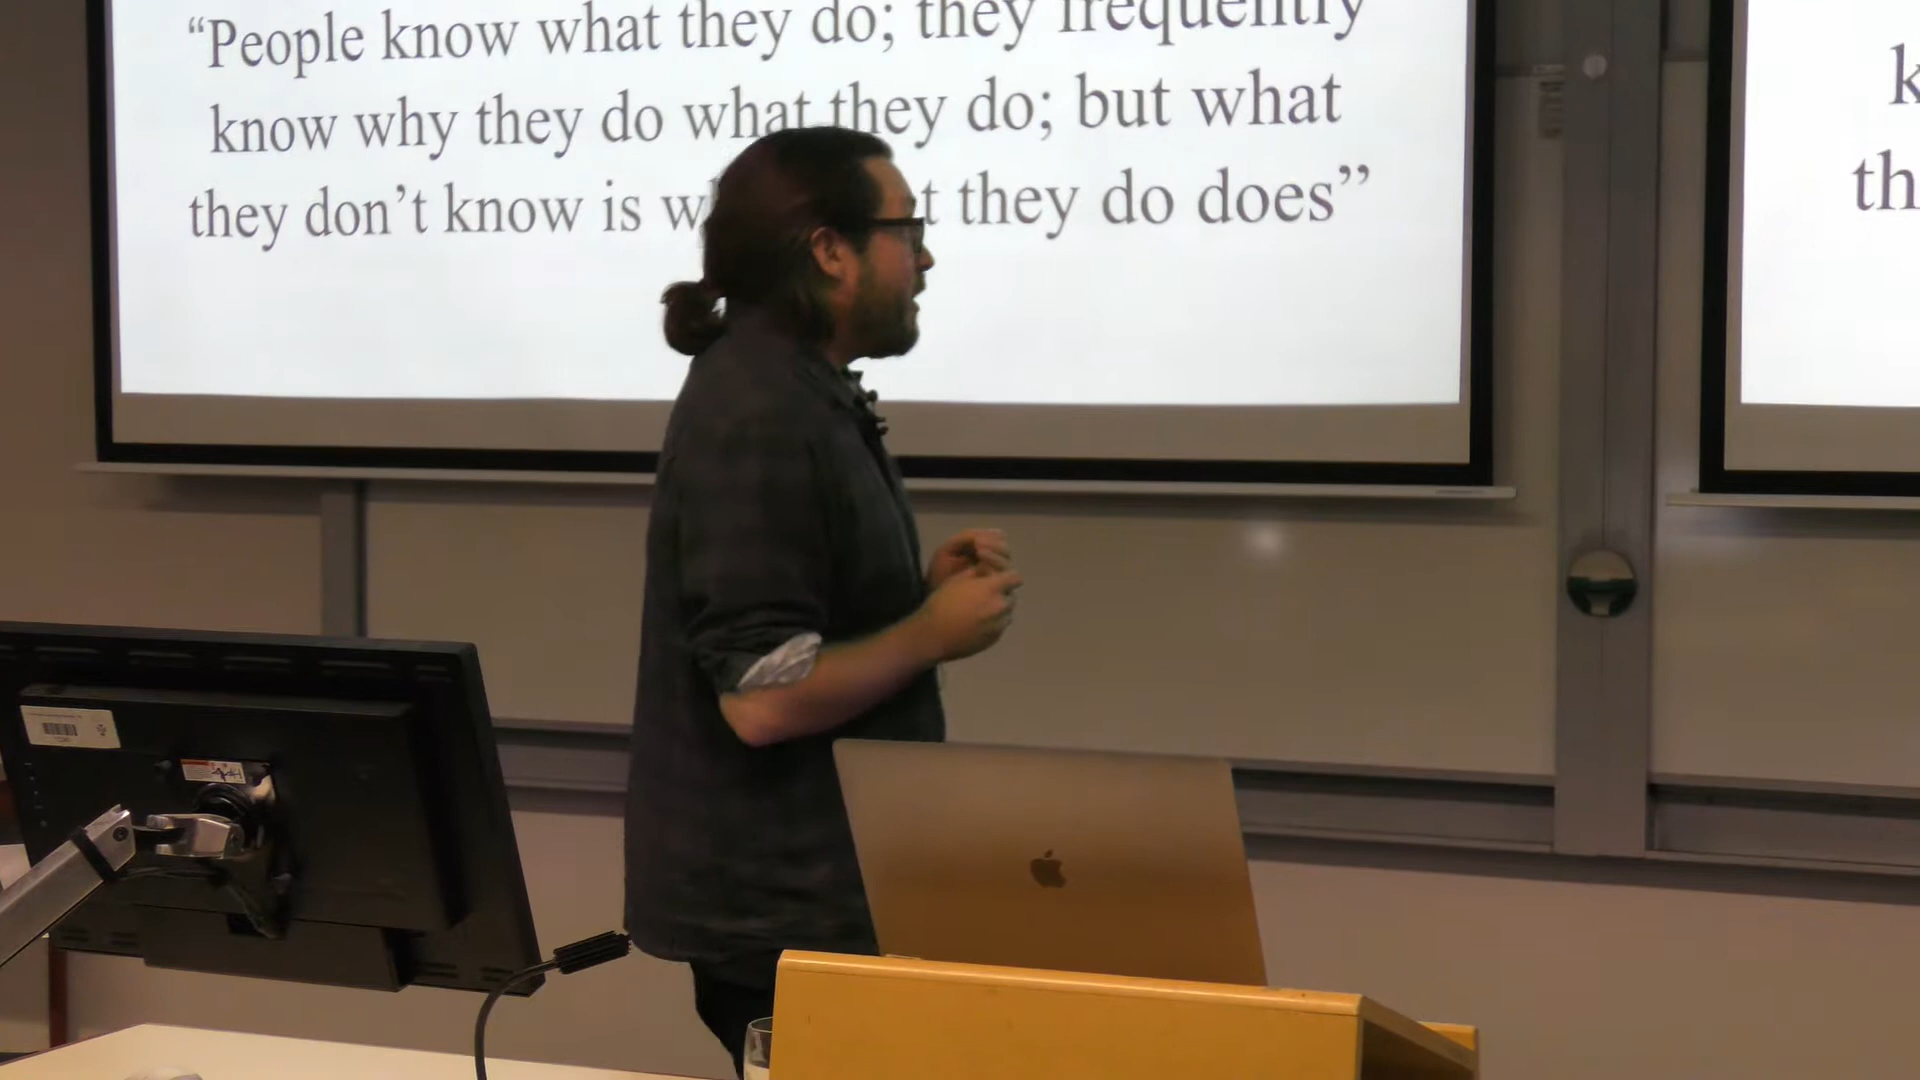 “People know what they do; they frequently
know why they do what they do; but what
they don’t know is they do does”
k
th